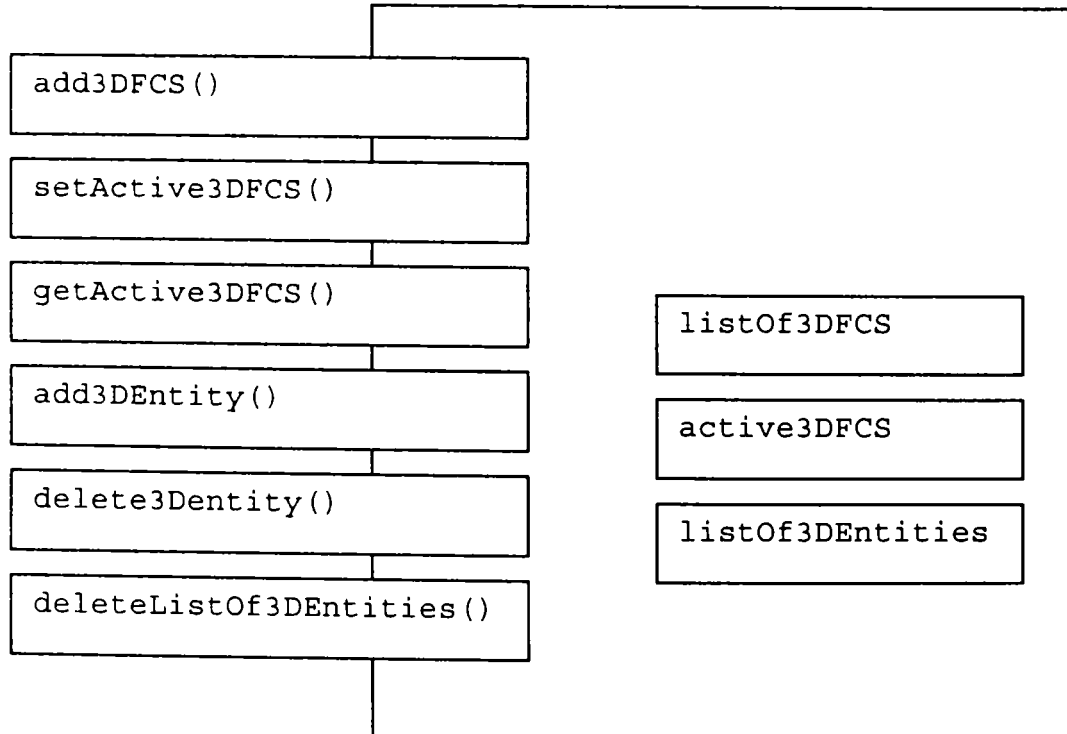 add3DFCS()
setActive3DFCS()
getActive3DFCS()
add3DEntity()
delete3Dentity()
deleteListOf3DEntities()
listOf3DFCS
active3DFCS
listOf3DEntities